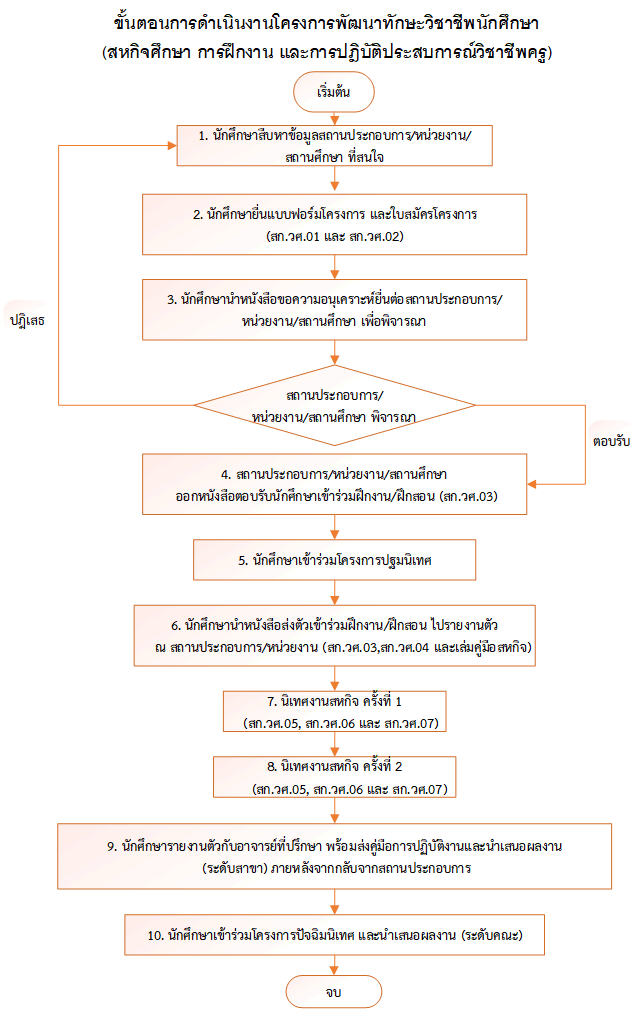 ขั้นตอนการดำเนินงานโครงการพัฒนาทักษะวิชาชีพนักศึกษา
(สหกิจศึกษา การฝึกงาน และการปฏิบัติประสบการณ์วิชาชีพครู)
เริ่มต้น
1. นักศึกษาสืบหาข้อมูลสถานประกอบการ/หน่วยงาน/
สถานศึกษา ที่สนใจ
2. นักศึกษายื่นแบบฟอร์มโครงการ และใบสมัครโครงการ
(สก.วศ.01 และ สก.วศ.02)
3. นักศึกษานำหนังสือขอความอนุเคราะห์ยื่นต่อสถานประกอบการ/
หน่วยงาน/สถานศึกษา เพื่อพิจารณา
ปฏิเสธ
สถานประกอบการ/
หน่วยงาน/สถานศึกษา พิจารณา
ตอบรับ
4. สถานประกอบการ/หน่วยงาน/สถานศึกษา
ออกหนังสือตอบรับนักศึกษาเข้าร่วมฝึกงาน/ฝึกสอน (สก.วศ.03)
5. นักศึกษาเข้าร่วมโครงการปฐมนิเทศ
6. นักศึกษานำหนังสือส่งตัวเข้าร่วมฝึกงาน/ฝึกสอน ไปรายงานตัว
ณ สถานประกอบการ/หน่วยงาน (สก.วศ.03,สก.วศ.04 และเล่มคู่มือสหกิจ)
7. นิเทศงานสหกิจ ครั้งที่ 1
(สก.วศ.05, สก.วศ.06 และ สก.วศ.07)
8. นิเทศงานสหกิจ ครั้งที่ 2
(สก.วศ.05, สก.วศ.06 และ สก.วศ.07)
9. นักศึกษารายงานตัวกับอาจารย์ที่ปรึกษา พร้อมส่งคู่มือการปฏิบัติงานและนำเสนอผลงาน
(ระดับสาขา) ภายหลังจากกลับจากสถานประกอบการ
10. นักศึกษาเข้าร่วมโครงการปัจฉิมนิเทศ และนำเสนอผลงาน (ระดับคณะ)
จบ